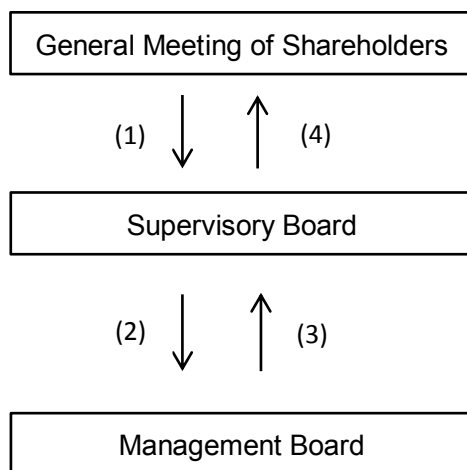 General Meeting of Shareholders
(1) (4)
Supervisory Board
(2) (3)
Management Board